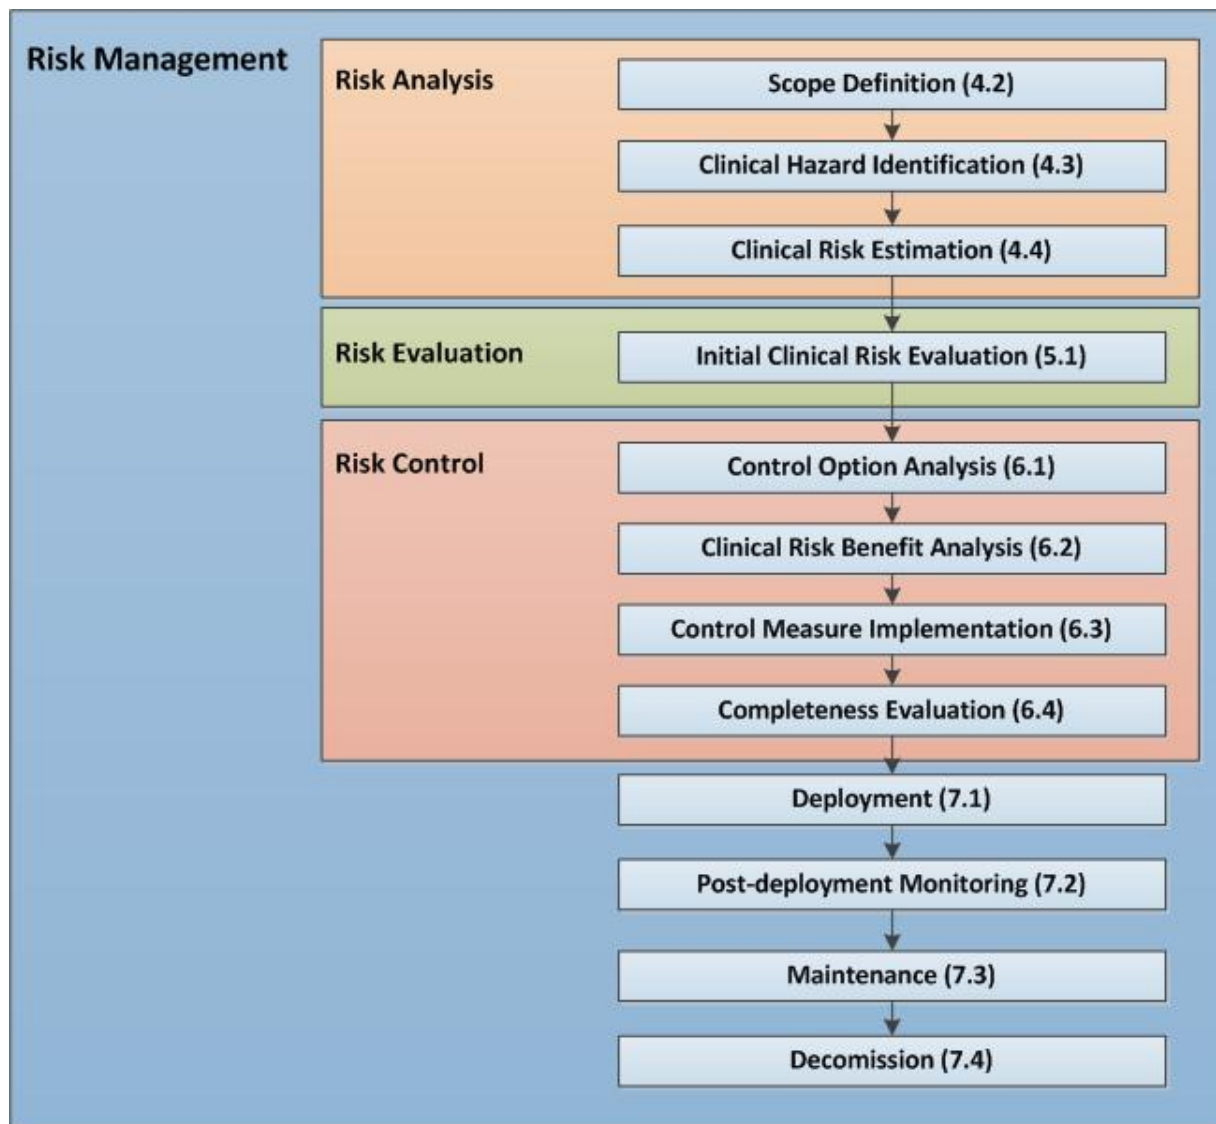 Risk Management
Risk Analysis
Scope Definition (4.2)
Clinical Hazard Identification (4.3)
Clinical Risk Estimation (4.4)
Risk Evaluation
Initial Clinical Risk Evaluation (5.1)
Risk Control
Control Option Analysis (6.1)
Clinical Risk Benefit Analysis (6.2)
Control Measure Implementation (6.3)
Completeness Evaluation (6.4)
Deployment (7.1)
Post-deployment Monitoring (7.2)
Maintenance (7.3)
Decomission (7.4)